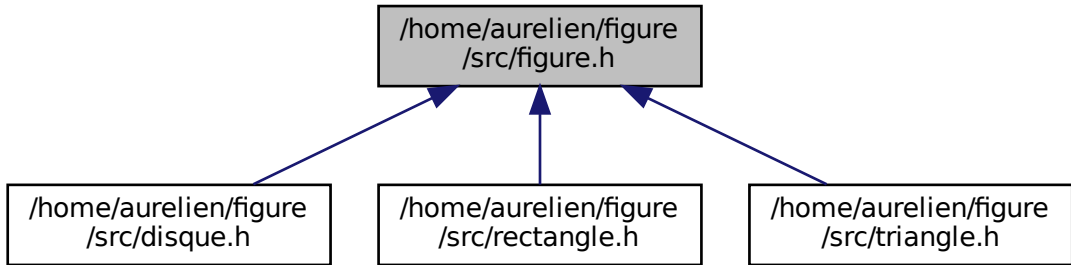 /home/aurelien/figure
/src/figure.h
/home/aurelien/figure
/src/disque.h
/home/aurelien/figure
/src/rectangle.h
/home/aurelien/figure
/src/triangle.h